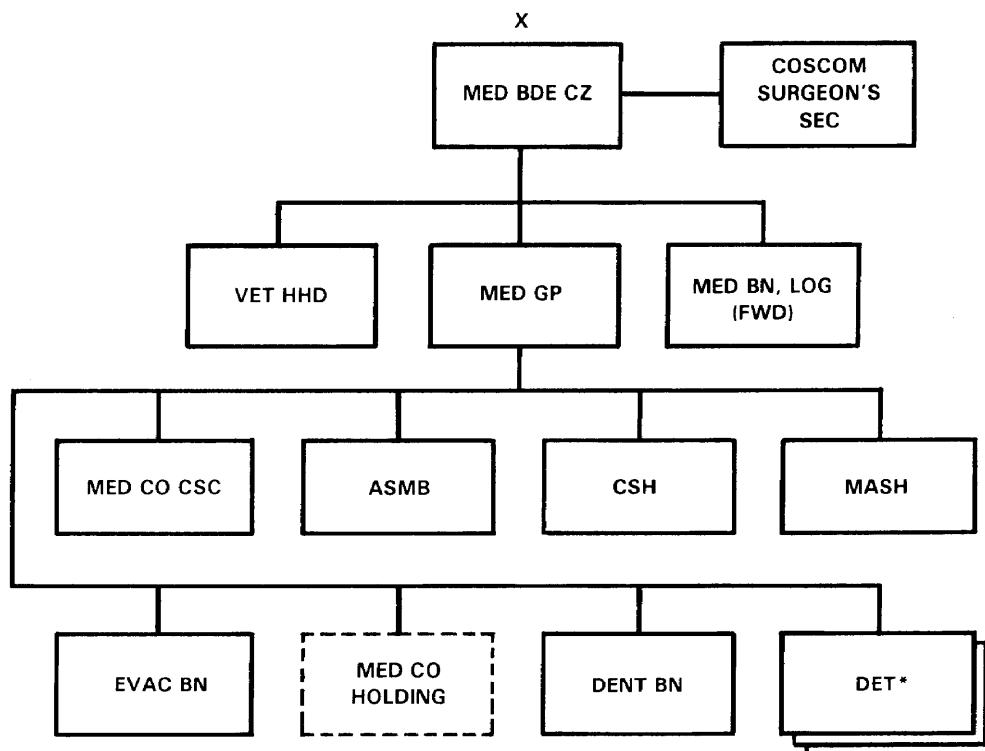 X
MED BDE CZ
COSCOM
SURGEON'S
SEC
VET HHD
MED GP
MED BN, LOG
(FWD)
MED CO CSC
ASMB
CSH
MASH
EVAC BN
MED CO
HOLDING
DENT BN
DET*